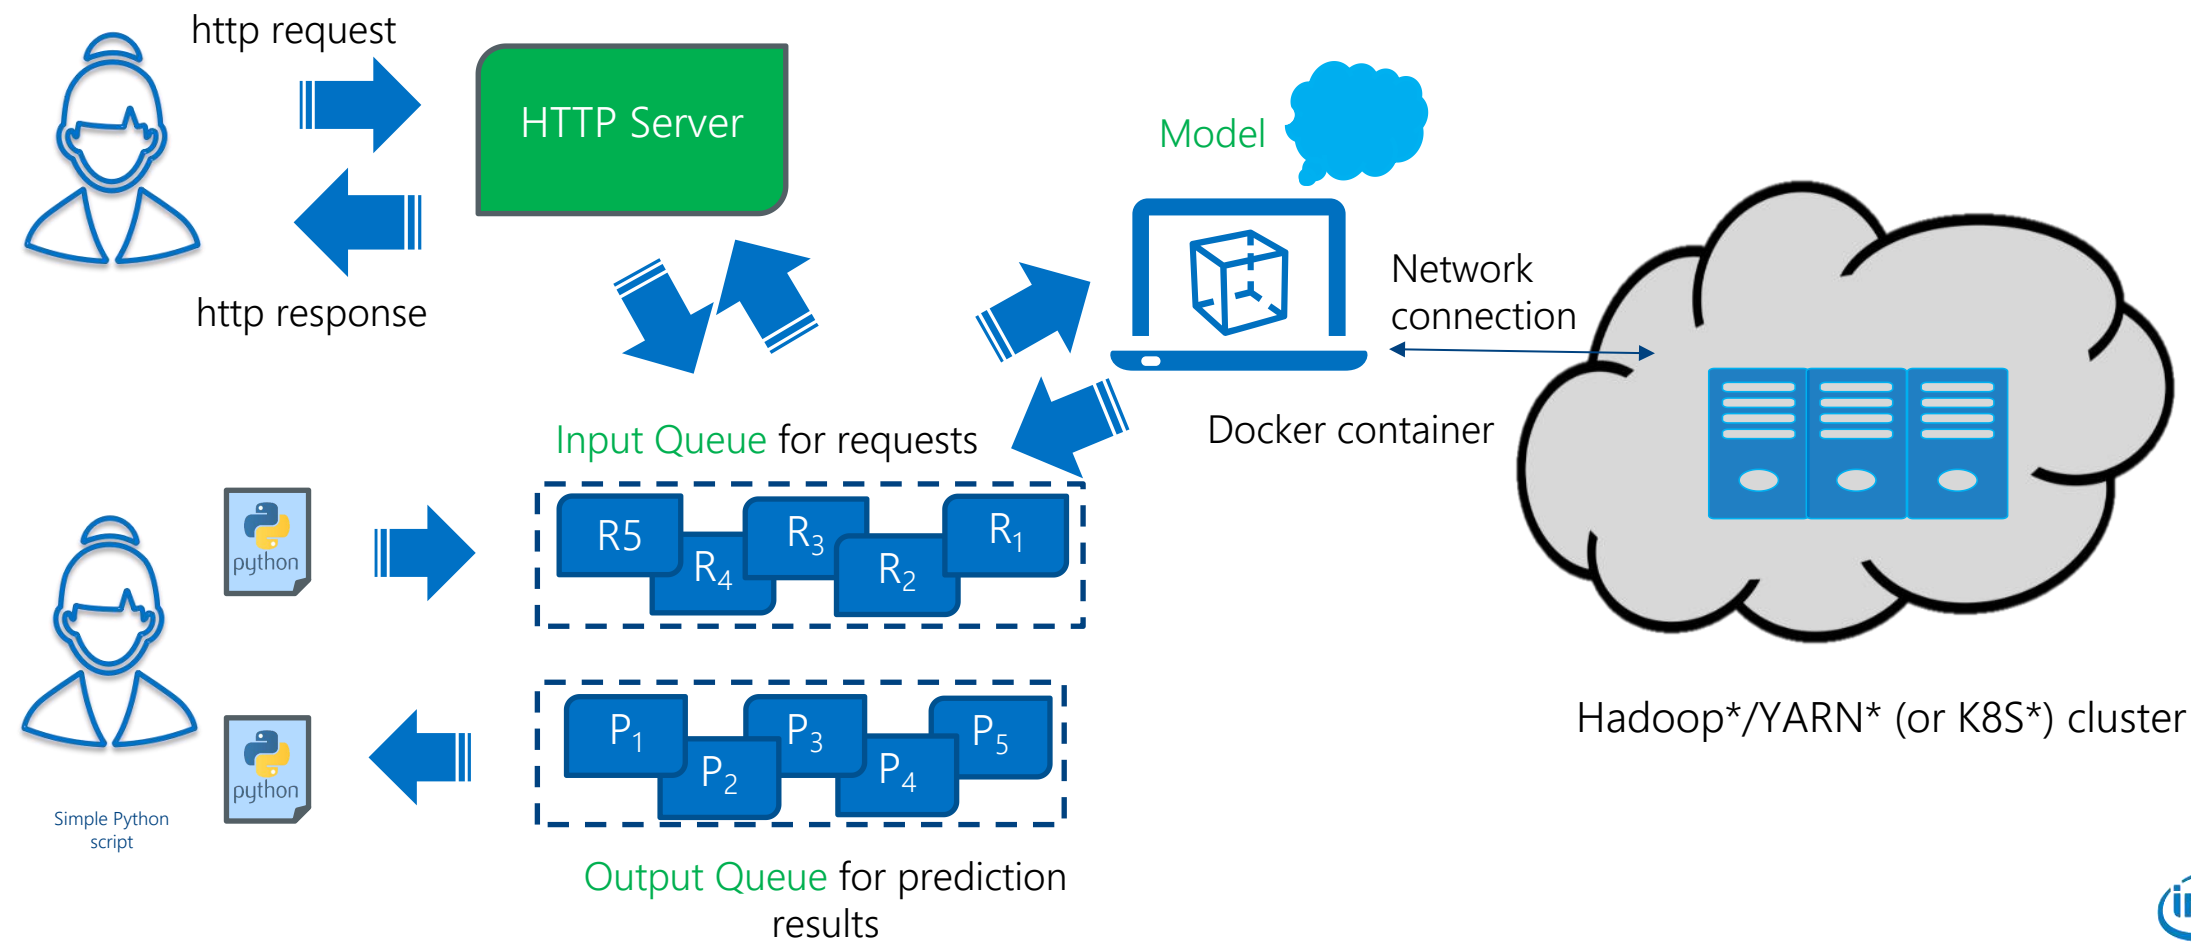 http request
HTTP Server
http response
Model
Network
connection
Docker container
Input Queue for requests
R5
R4
R3
R2
R1
python
P1
P2
P3
P4
P5
python
Simple Python
script
Output Queue for prediction
results
Hadoop*/YARN* (or K8S*) cluster